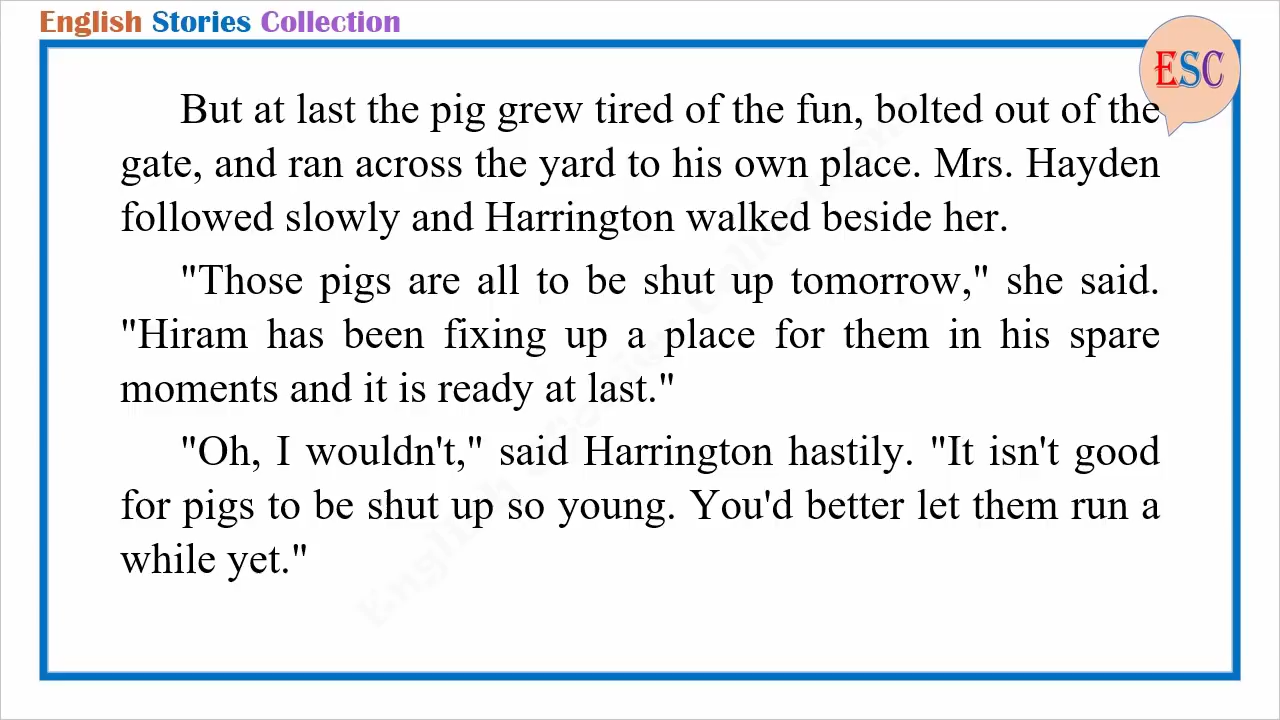 English Stories Collection
ESC
But at last the pig grew tired of the fun, bolted out of the
gate, and ran across the yard to his own place. Mrs. Hayden
followed slowly and Harrington walked beside her.
"Those pigs are all to be shut up tomorrow," she said.
"Hiram has been fixing up a place for them in his spare
moments and it is ready at last."
"Oh, I wouldn't," said Harrington hastily. "It isn't good
for pigs to be shut up so young. You'd better let them run a
while yet."